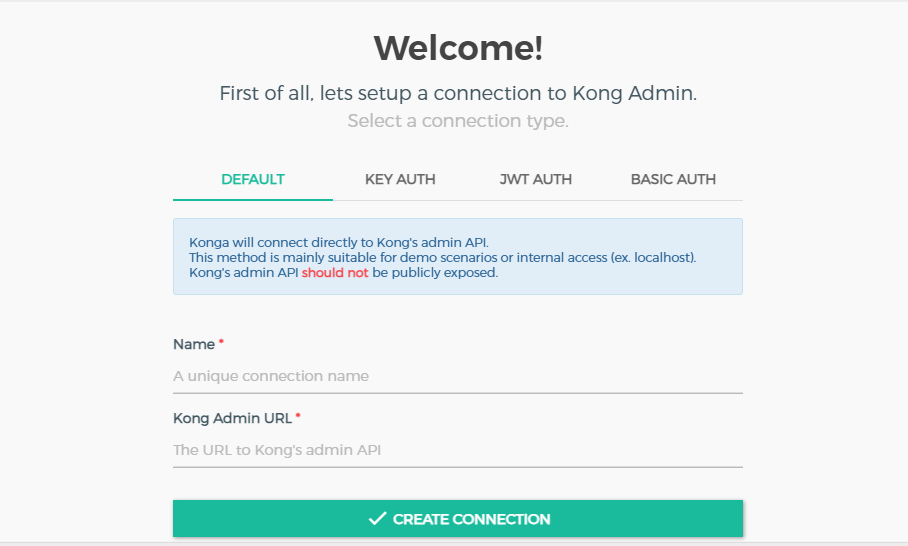 Welcome!
First of all, lets setup a connection to Kong Admin.
Select a connection type.
DEFAULT KEY AUTH JWT AUTH BASIC AUTH
Konga will connect directly to Kong's admin API.
This method is mainly suitable for demo scenarios or internal access (ex. localhost).
Kong's admin API should not be publicly exposed.
Name *
A unique connection name
Kong Admin URL *
The URL to Kong's admin API
CREATE CONNECTION